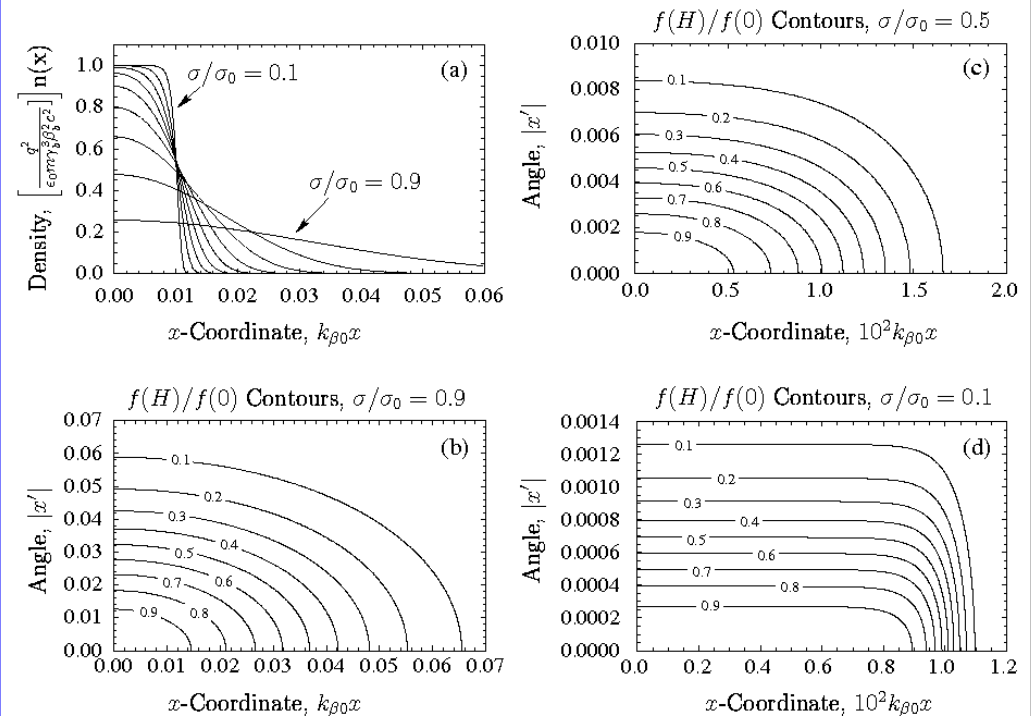 Density, [q²/(ϵ₀mγ_b³β_b²c²)] n(x)
1.0
0.8
0.6
0.4
0.2
0.0
σ/σ₀ = 0.1
(a)
σ/σ₀ = 0.9
0.00 0.01 0.02 0.03 0.04 0.05 0.06
x-Coordinate, k_β0x
f(H)/f(0) Contours, σ/σ₀ = 0.5
Angle, |x′|
0.010
0.008
0.006
0.004
0.002
0.000
(c)
0.1
0.2
0.3
0.4
0.5
0.6
0.7
0.8
0.9
0.0 0.5 1.0 1.5 2.0
x-Coordinate, 10²k_β0x
f(H)/f(0) Contours, σ/σ₀ = 0.9
Angle, |x′|
0.07
0.06
0.05
0.04
0.03
0.02
0.01
0.00
(b)
0.1
0.2
0.3
0.4
0.5
0.6
0.7
0.8
0.9
0.00 0.01 0.02 0.03 0.04 0.05 0.06 0.07
x-Coordinate, k_β0x
f(H)/f(0) Contours, σ/σ₀ = 0.1
Angle, |x′|
0.0014
0.0012
0.0010
0.0008
0.0006
0.0004
0.0002
0.0000
(d)
0.1
0.2
0.3
0.4
0.5
0.6
0.7
0.8
0.9
0.0 0.2 0.4 0.6 0.8 1.0 1.2
x-Coordinate, 10²k_β0x